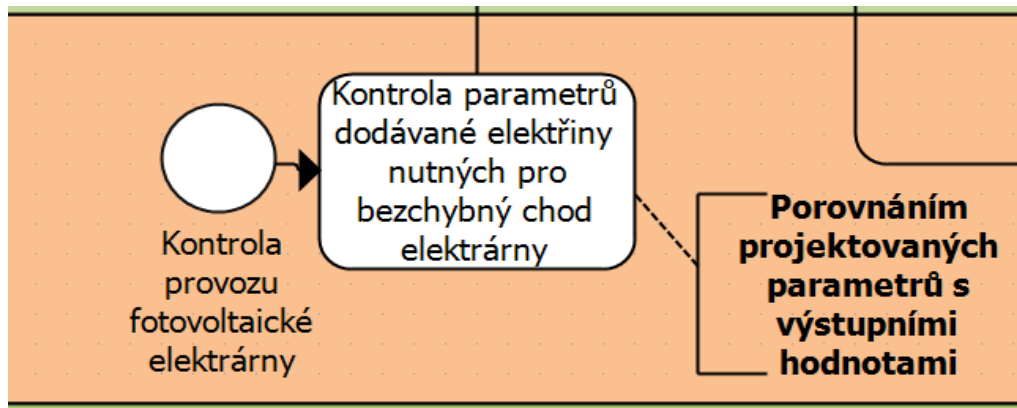 Kontrola parametrů
dodávané elektřiny
nutných pro
bezchybný chod
elektrárny
Kontrola
provozu
fotovoltaické
elektrárny
Porovnáním
projektovaných
parametrů s
výstupními
hodnotami